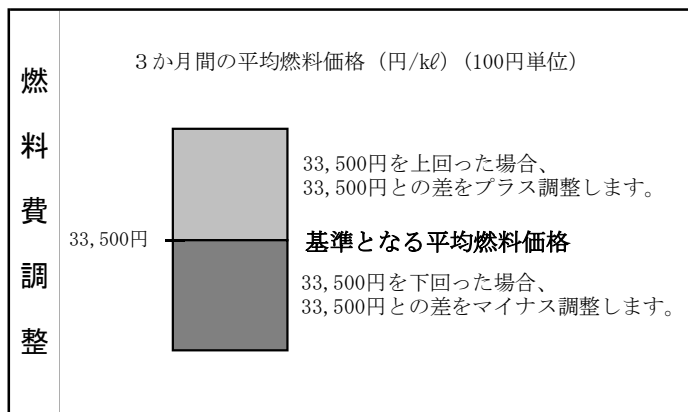 燃料費調整
３か月間の平均燃料価格（円/kℓ）（100円単位）
33,500円を上回った場合、
33,500円との差をプラス調整します。
33,500円
基準となる平均燃料価格
33,500円を下回った場合、
33,500円との差をマイナス調整します。